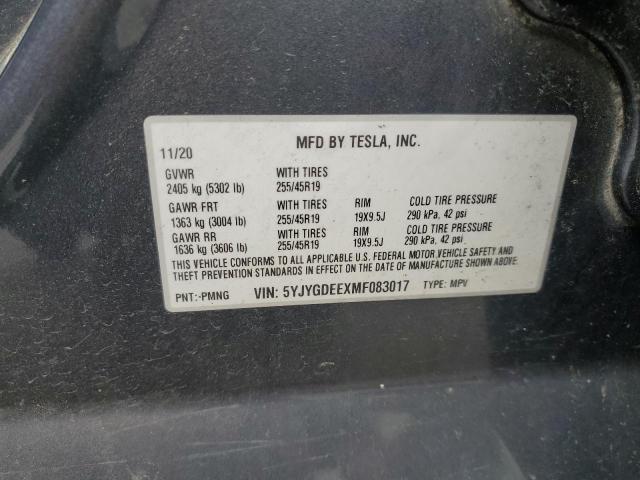 11/20 MFD BY TESLA, INC.
GVWR WITH TIRES
2405 kg (5302 lb) 255/45R19
GAWR FRT WITH TIRES RIM COLD TIRE PRESSURE
1363 kg (3004 lb) 255/45R19 19X9.5J 290 kPa, 42 psi
GAWR RR WITH TIRES RIM COLD TIRE PRESSURE
1636 kg (3606 lb) 255/45R19 19X9.5J 290 kPa, 42 psi
THIS VEHICLE CONFORMS TO ALL APPLICABLE U.S. FEDERAL MOTOR VEHICLE SAFETY AND
THEFT PREVENTION STANDARDS IN EFFECT ON THE DATE OF MANUFACTURE SHOWN ABOVE.
PNT:-PMNG VIN: 5YJYGDEEXMF083017 TYPE: MPV